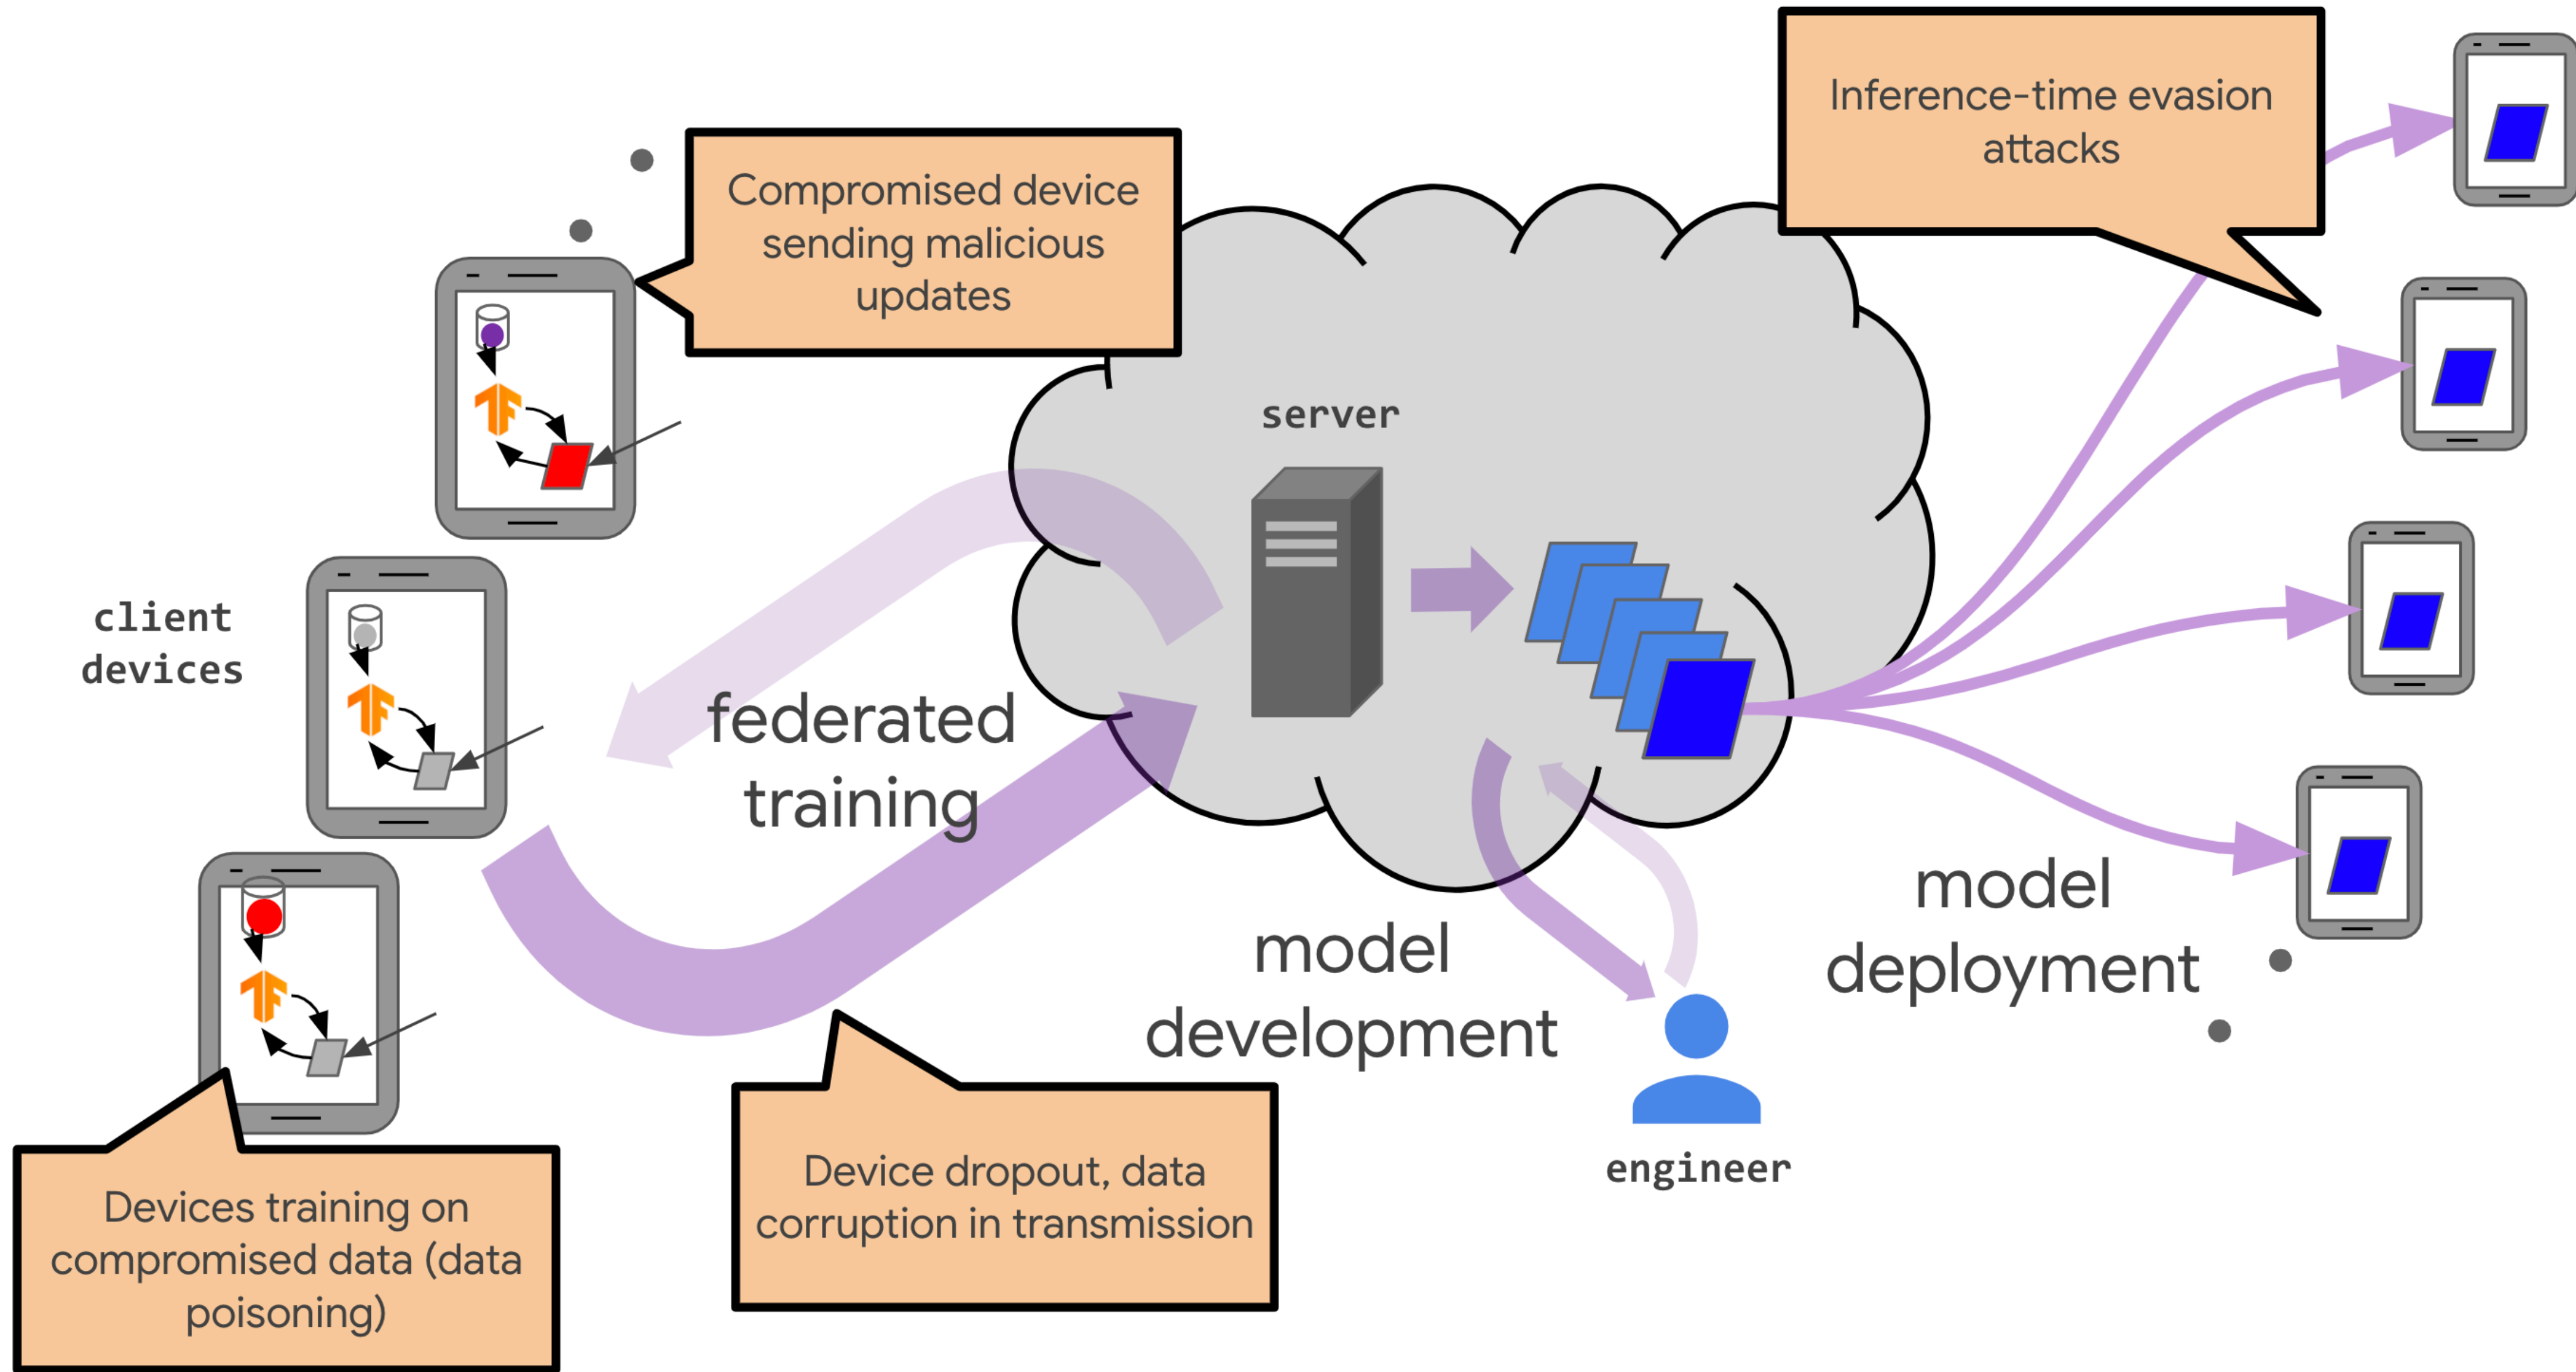 Inference-time evasion
attacks
Compromised device
sending malicious
updates
server
client
devices
federated
training
model
development
model
deployment
engineer
Device dropout, data
corruption in transmission
Devices training on
compromised data (data
poisoning)